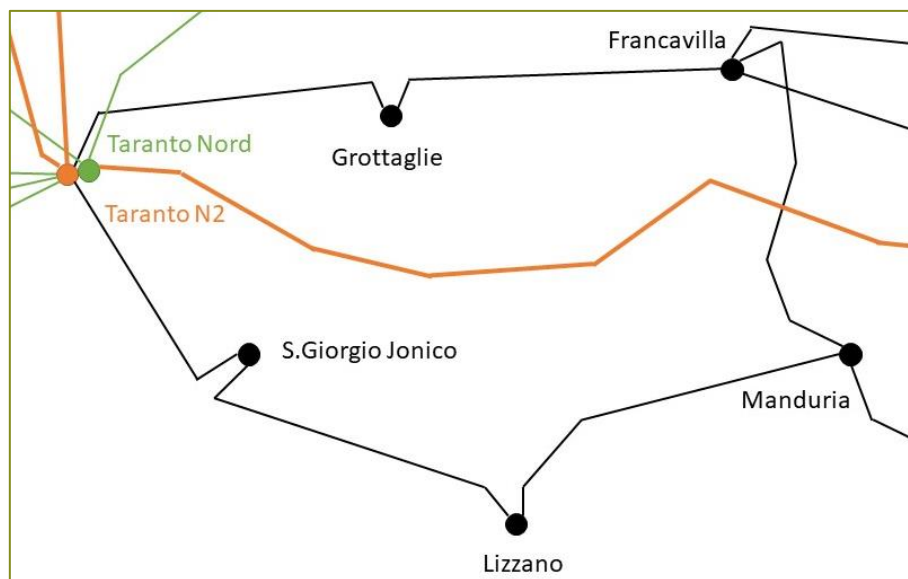 Francavilla
Taranto Nord
Grottaglie
Taranto N2
S.Giorgio Jonico
Manduria
Lizzano